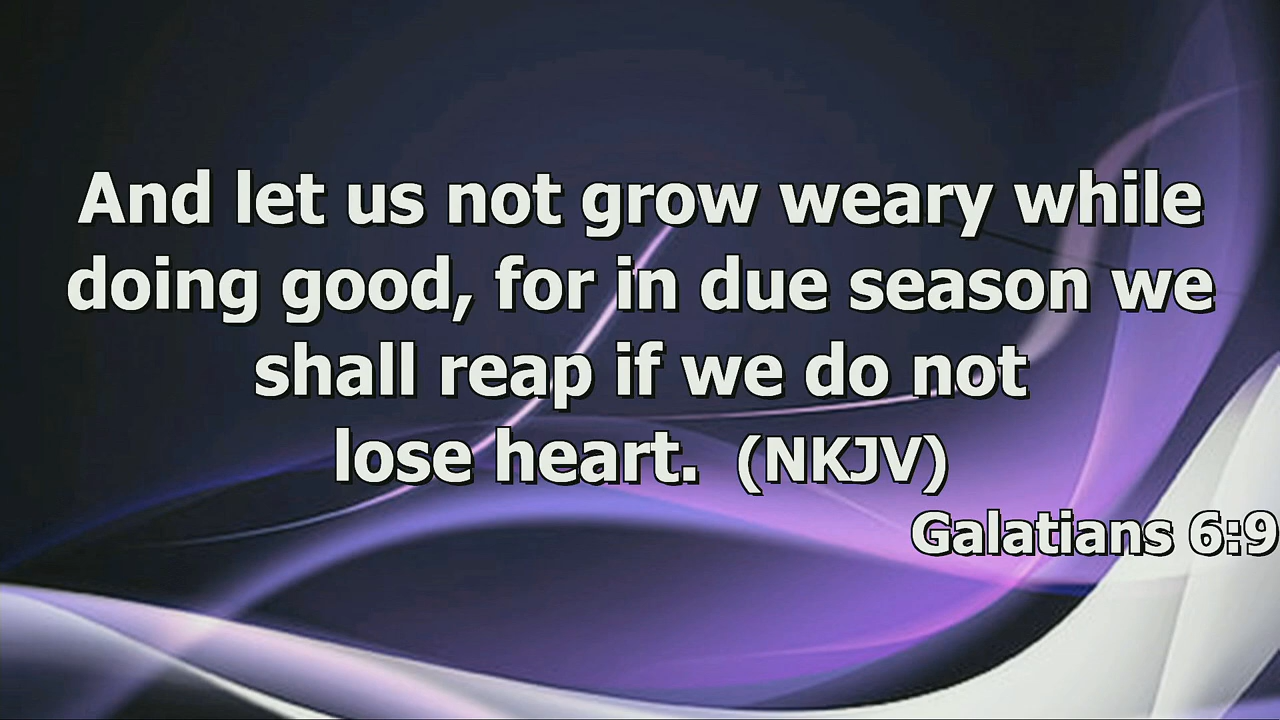 And let us not grow weary while
doing good, for in due season we
shall reap if we do not
lose heart. (NKJV)
Galatians 6:9